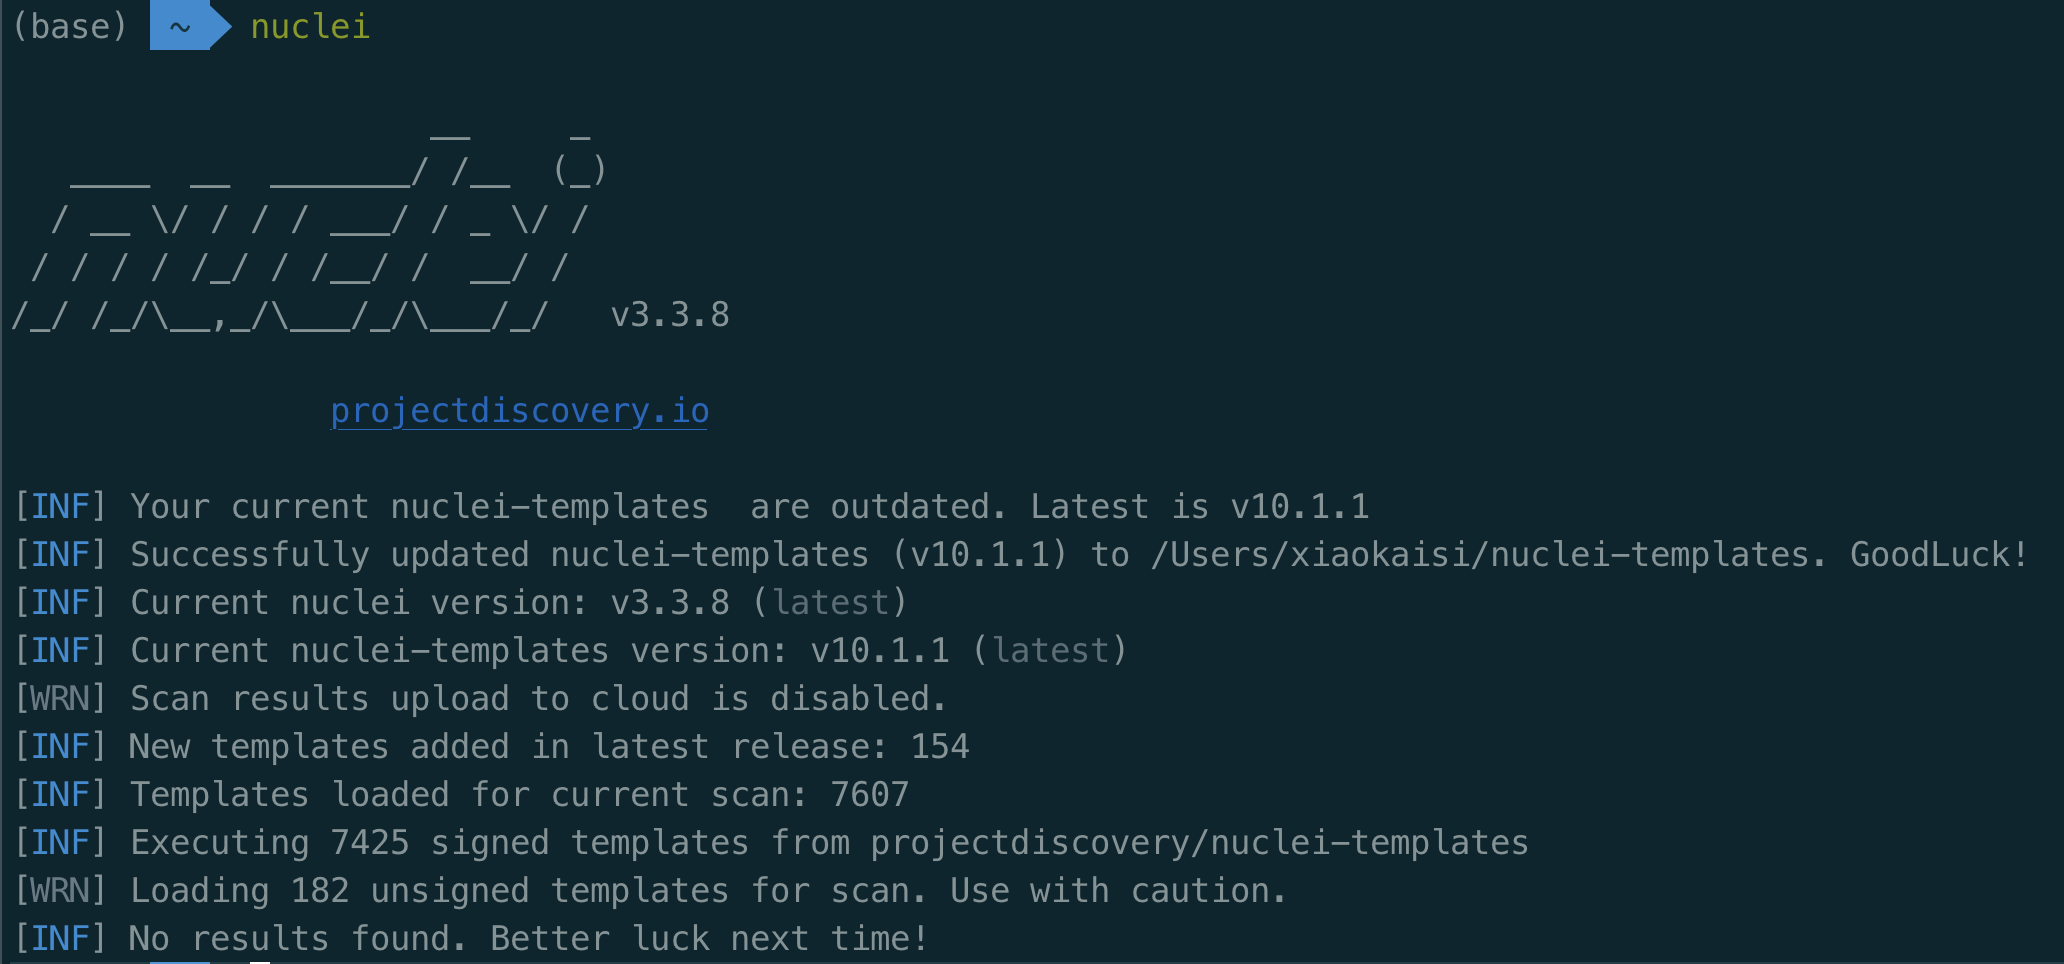 (base) ~ nuclei
                     __     _
   ____  __  _______/ /__  (_)
  / __ \/ / / / ___/ / _ \/ /
 / / / / /_/ / /__/ /  __/ /
/_/ /_/\__,_/\___/_/\___/_/   v3.3.8
projectdiscovery.io
[INF] Your current nuclei-templates  are outdated. Latest is v10.1.1
[INF] Successfully updated nuclei-templates (v10.1.1) to /Users/xiaokaisi/nuclei-templates. GoodLuck!
[INF] Current nuclei version: v3.3.8 (latest)
[INF] Current nuclei-templates version: v10.1.1 (latest)
[WRN] Scan results upload to cloud is disabled.
[INF] New templates added in latest release: 154
[INF] Templates loaded for current scan: 7607
[INF] Executing 7425 signed templates from projectdiscovery/nuclei-templates
[WRN] Loading 182 unsigned templates for scan. Use with caution.
[INF] No results found. Better luck next time!